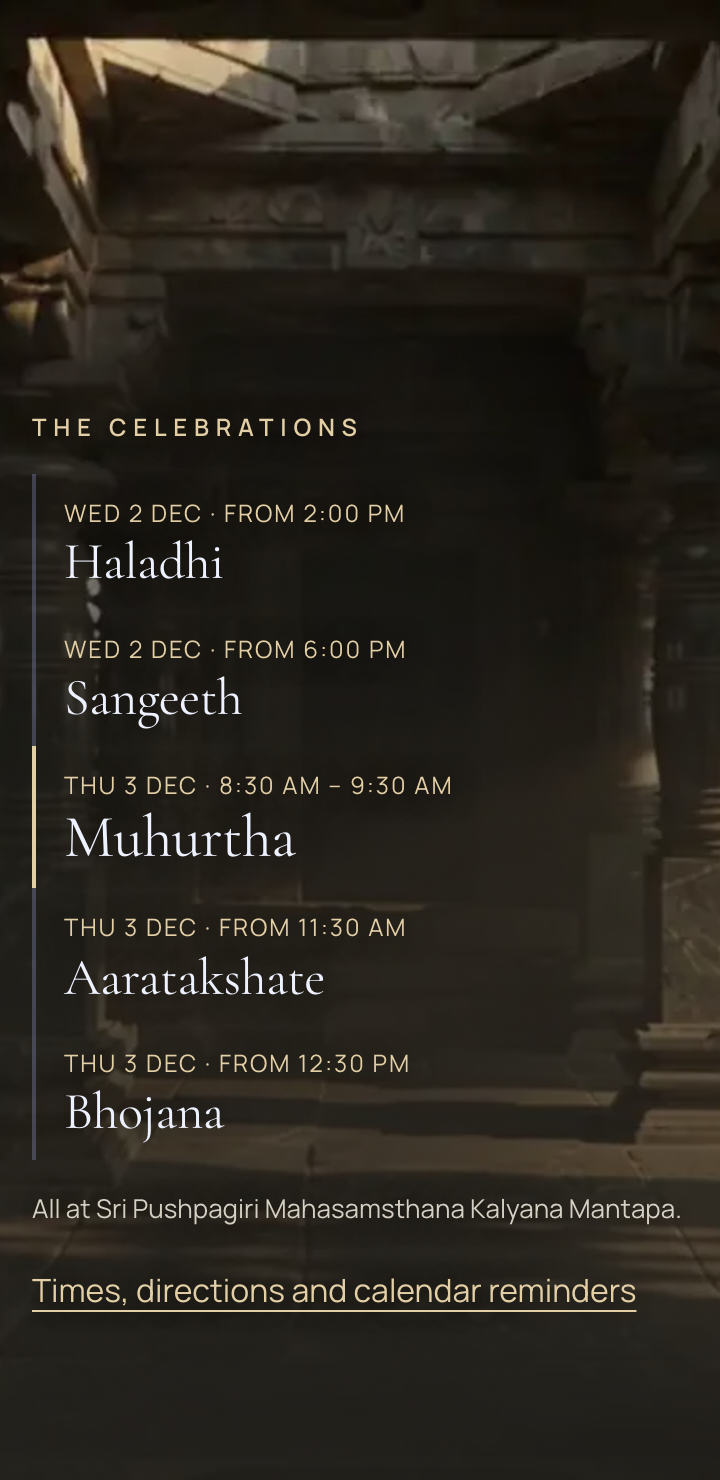 THE CELEBRATIONS
WED 2 DEC · FROM 2:00 PM
Haladhi
WED 2 DEC · FROM 6:00 PM
Sangeeth
THU 3 DEC · 8:30 AM – 9:30 AM
Muhurtha
THU 3 DEC · FROM 11:30 AM
Aaratakshate
THU 3 DEC · FROM 12:30 PM
Bhojana
All at Sri Pushpagiri Mahasamsthana Kalyana Mantapa.
Times, directions and calendar reminders